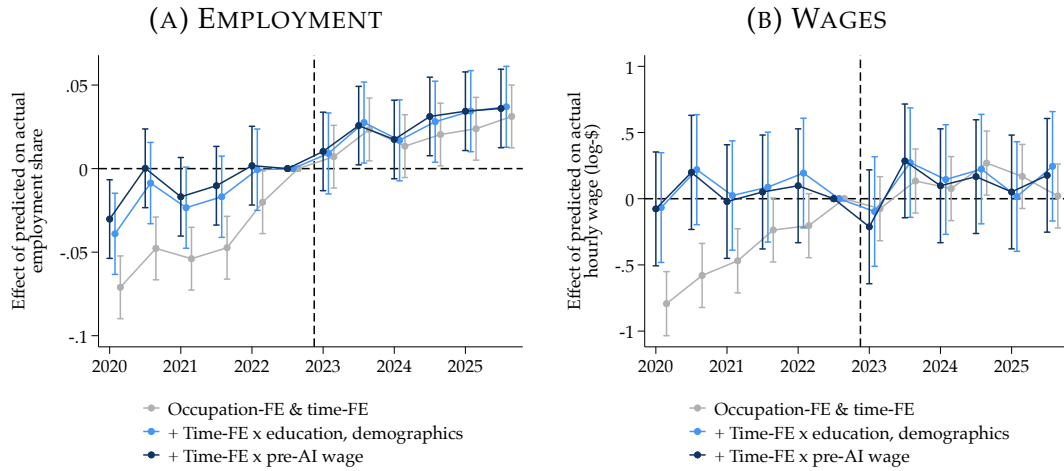 (A) EMPLOYMENT
Effect of predicted on actual
employment share
.05
0
-.05
-.1
2020
2021
2022
2023
2024
2025
Occupation-FE & time-FE
+ Time-FE x education, demographics
+ Time-FE x pre-AI wage
(B) WAGES
Effect of predicted on actual
hourly wage (log-$)
1
.5
0
-.5
-1
2020
2021
2022
2023
2024
2025
Occupation-FE & time-FE
+ Time-FE x education, demographics
+ Time-FE x pre-AI wage